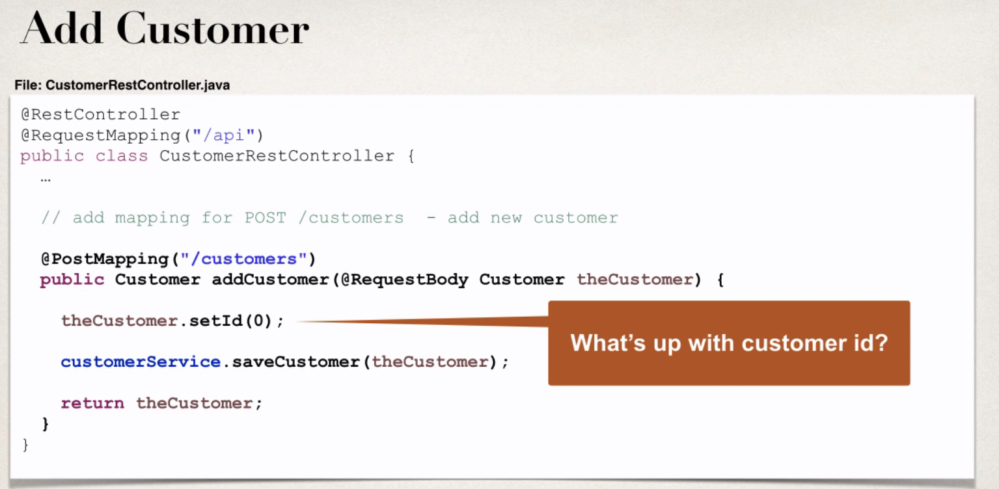 Add Customer
File: CustomerRestController.java
@RestController
@RequestMapping("/api")
public class CustomerRestController {
…
// add mapping for POST /customers  - add new customer
@PostMapping("/customers")
public Customer addCustomer(@RequestBody Customer theCustomer) {
theCustomer.setId(0);
What’s up with customer id?
customerService.saveCustomer(theCustomer);
return theCustomer;
}
}